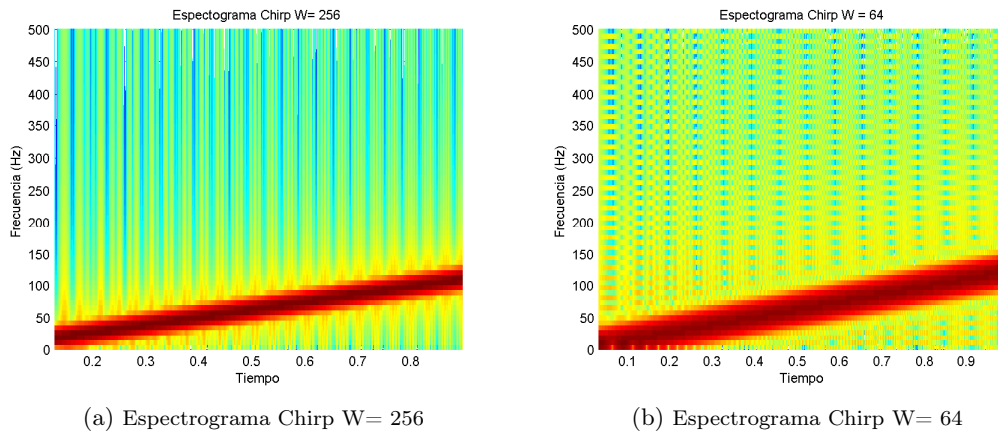 Espectograma Chirp W= 256
500
450
400
350
300
250
200
150
100
50
0
Frecuencia (Hz)
0.2 0.3 0.4 0.5 0.6 0.7 0.8
Tiempo
(a) Espectrograma Chirp W= 256
Espectograma Chirp W = 64
500
450
400
350
300
250
200
150
100
50
0
Frecuencia (Hz)
0.1 0.2 0.3 0.4 0.5 0.6 0.7 0.8 0.9
Tiempo
(b) Espectrograma Chirp W= 64